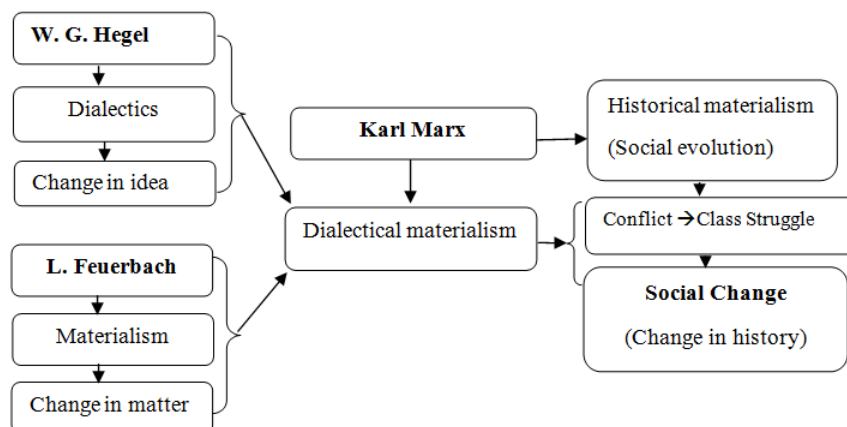 W. G. Hegel
Dialectics
Change in idea
L. Feuerbach
Materialism
Change in matter
Karl Marx
Dialectical materialism
Historical materialism
(Social evolution)
Conflict →Class Struggle
Social Change
(Change in history)